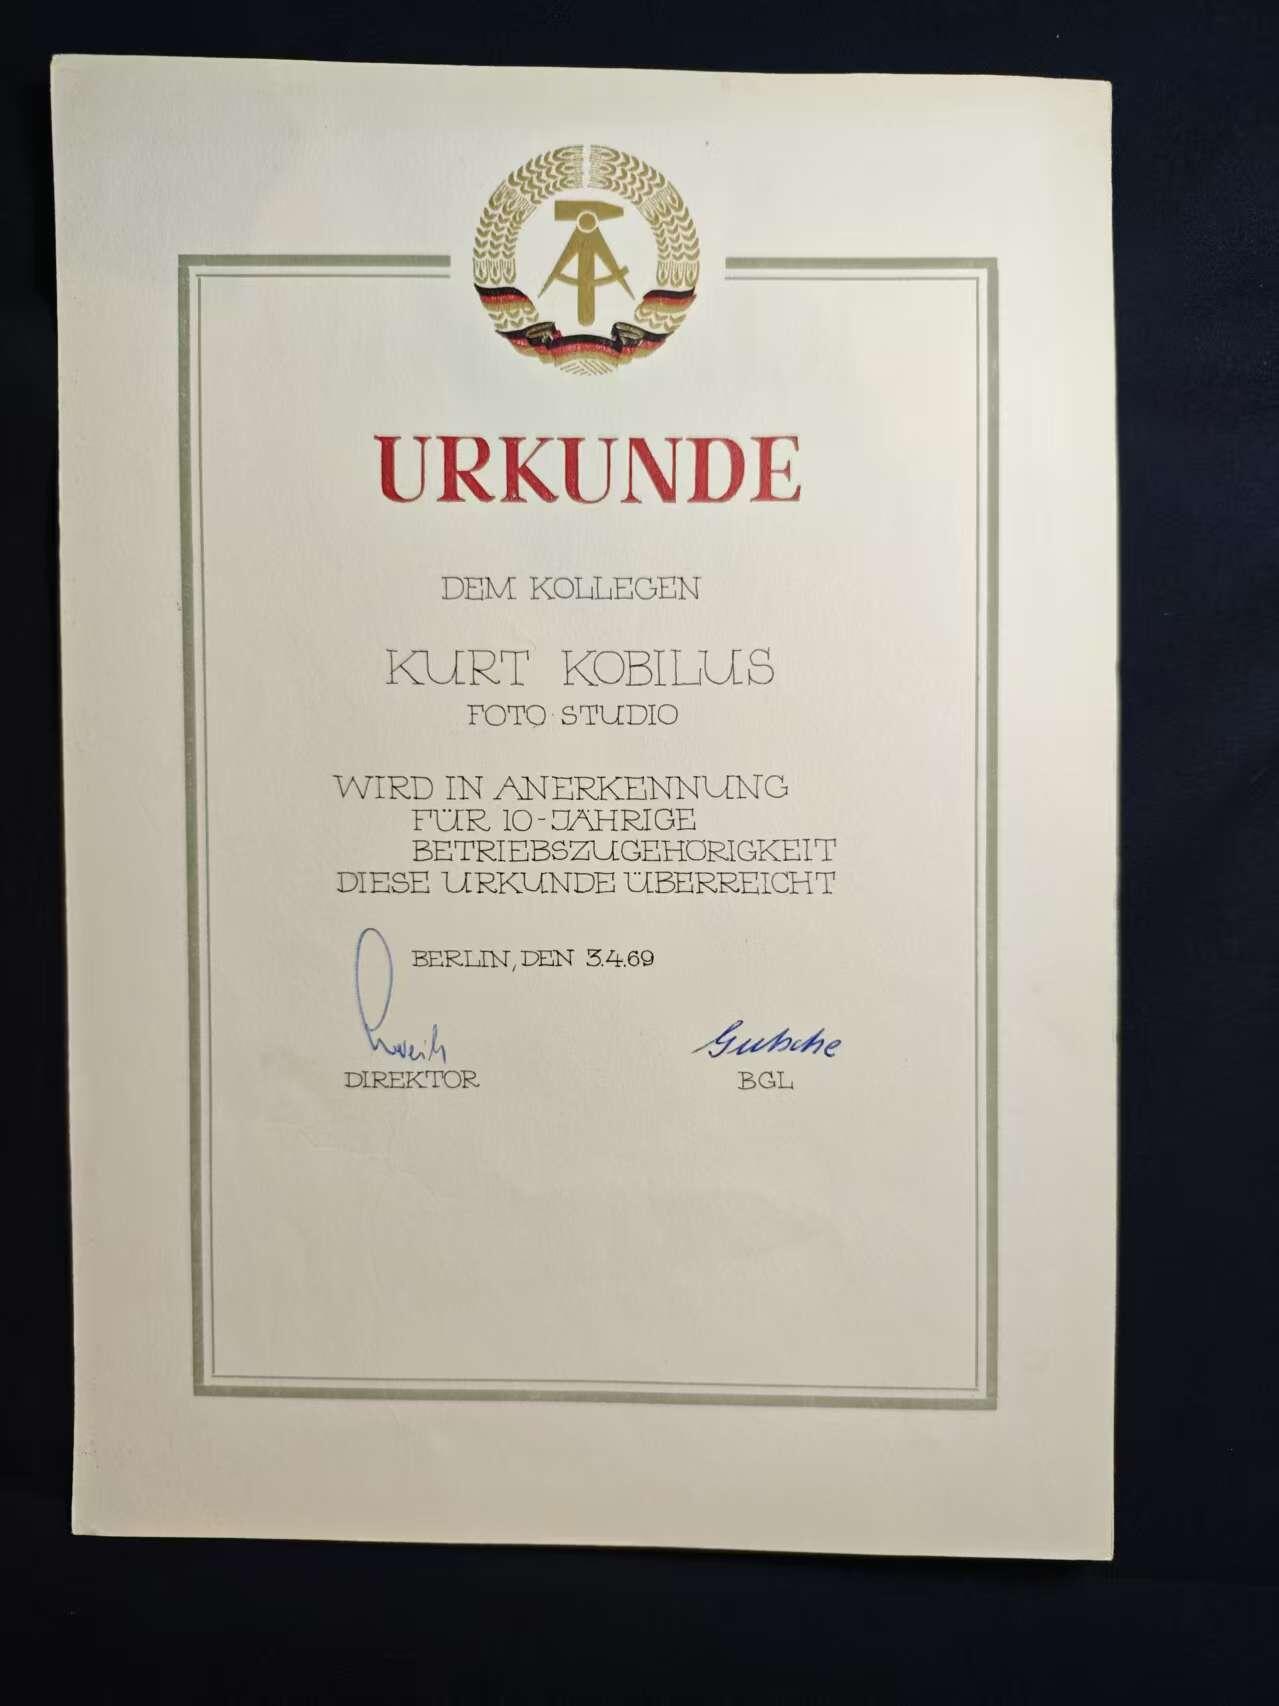 URKUNDE
DEM KOLLEGEN
KURT KOBILUS
FOTO STUDIO
WIRD IN ANERKENNUNG
FÜR 10-JÄHRIGE
BETRIEBSZUGEHÖRIGKEIT
DIESE URKUNDE ÜBERREICHT
BERLIN, DEN 3.4.69
Gutsche
DIREKTOR BGL